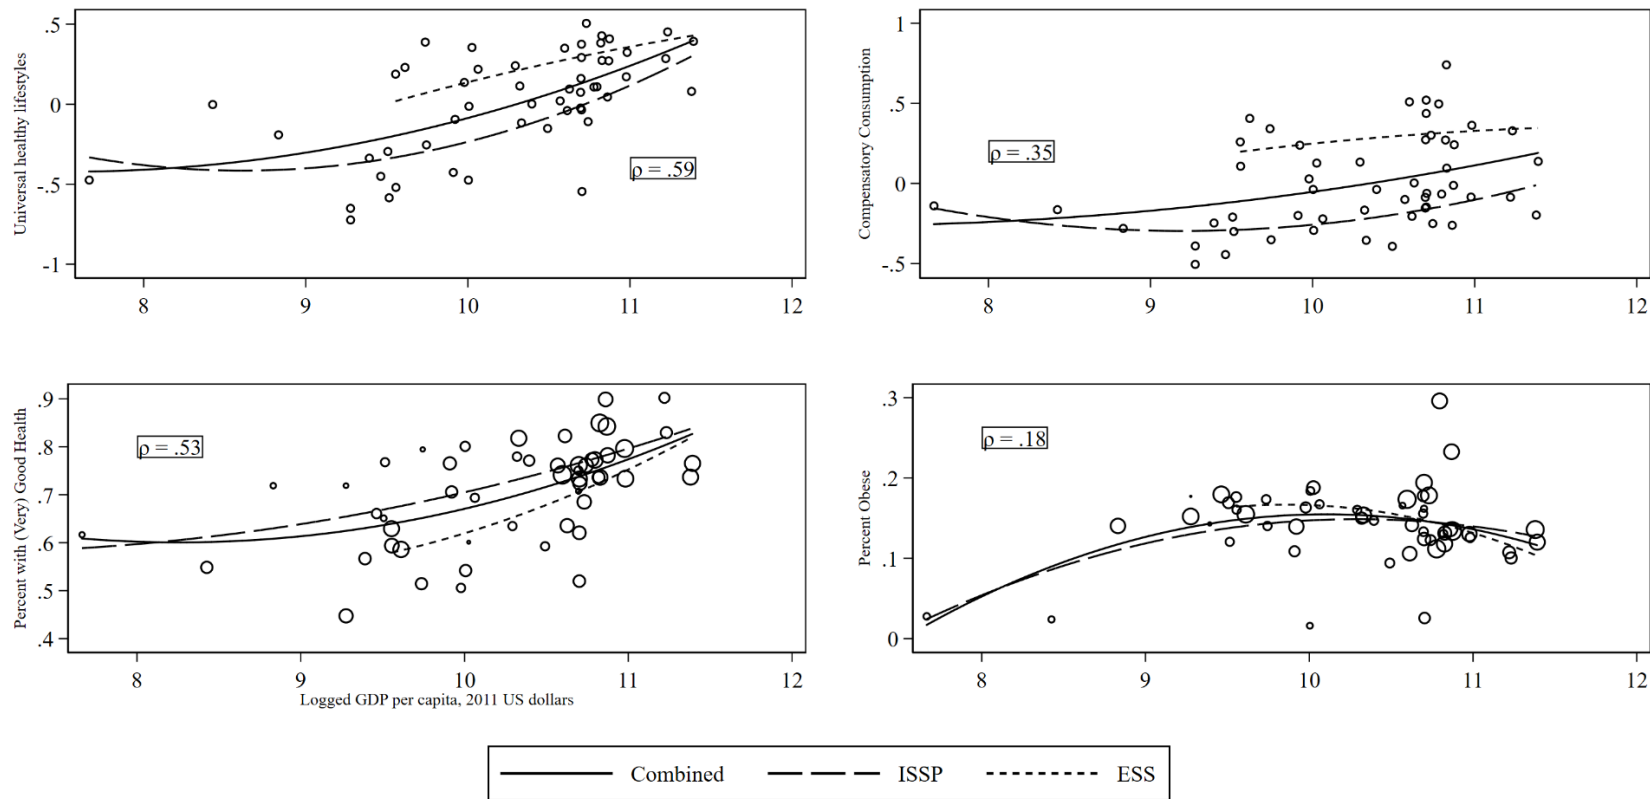 Universal healthy lifestyles
.5
0
-.5
-1
ρ = .59
8 9 10 11 12
Compensatory Consumption
1
.5
0
-.5
ρ = .35
8 9 10 11 12
Percent with (Very) Good Health
.9
.8
.7
.6
.5
.4
ρ = .53
8 9 10 11 12
Logged GDP per capita, 2011 US dollars
Percent Obese
.3
.2
.1
0
ρ = .18
8 9 10 11 12
Combined ISSP ESS